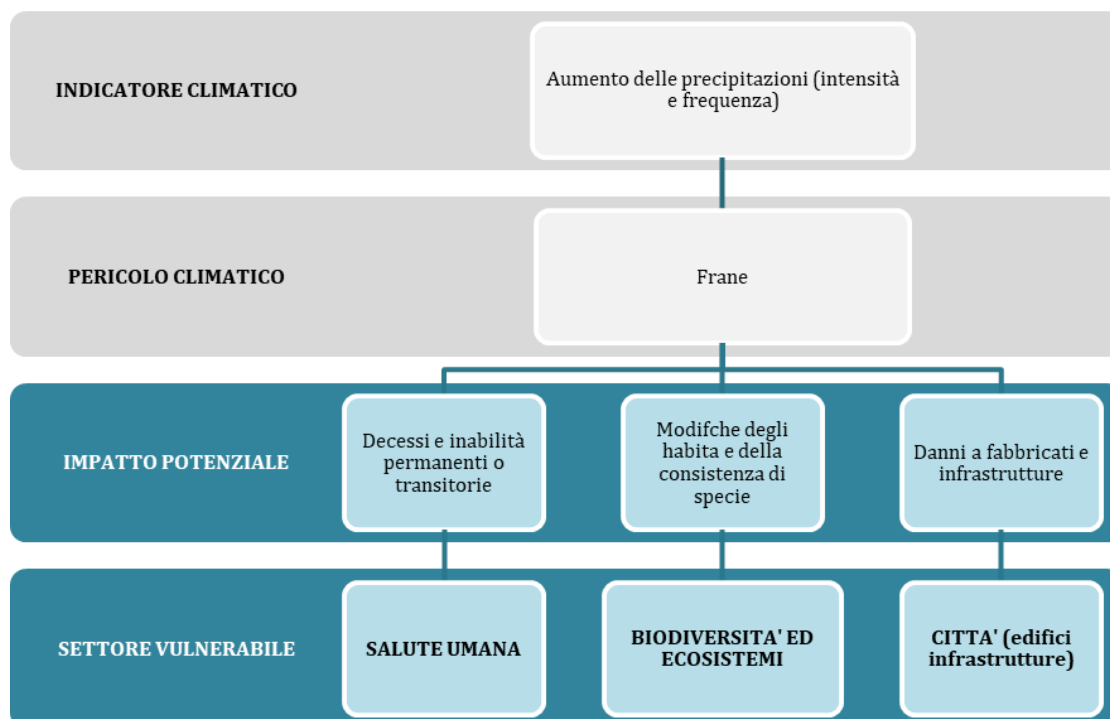 INDICATORE CLIMATICO
Aumento delle precipitazioni (intensità
e frequenza)
PERICOLO CLIMATICO
Frane
IMPATTO POTENZIALE
Decessi e inabilità
permanenti o
transitorie
Modifche degli
habita e della
consistenza di
specie
Danni a fabbricati e
infrastrutture
SETTORE VULNERABILE
SALUTE UMANA
BIODIVERSITA' ED
ECOSISTEMI
CITTA' (edifici
infrastrutture)